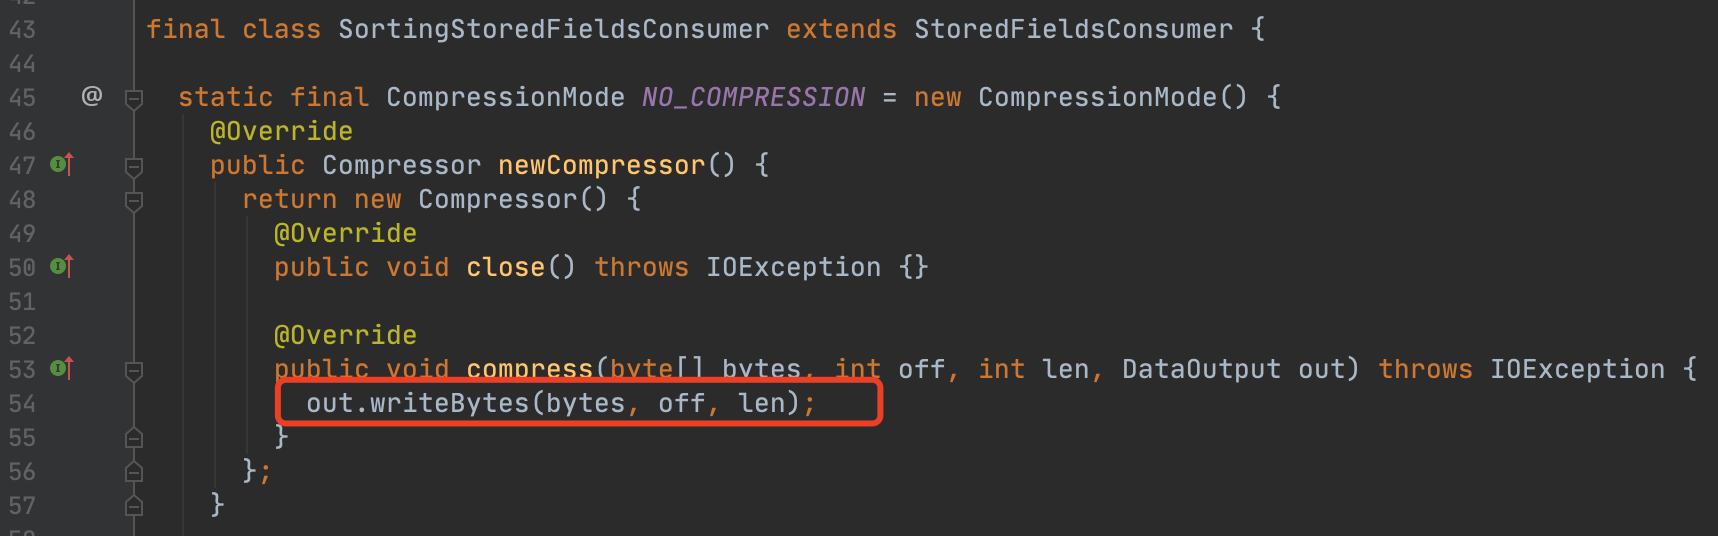 43 final class SortingStoredFieldsConsumer extends StoredFieldsConsumer {
44
45 @ static final CompressionMode NO_COMPRESSION = new CompressionMode() {
46 @Override
47 public Compressor newCompressor() {
48 return new Compressor() {
49 @Override
50 public void close() throws IOException {}
51
52 @Override
53 public void compress(byte[] bytes, int off, int len, DataOutput out) throws IOException {
54 out.writeBytes(bytes, off, len);
55 }
56 };
57 }